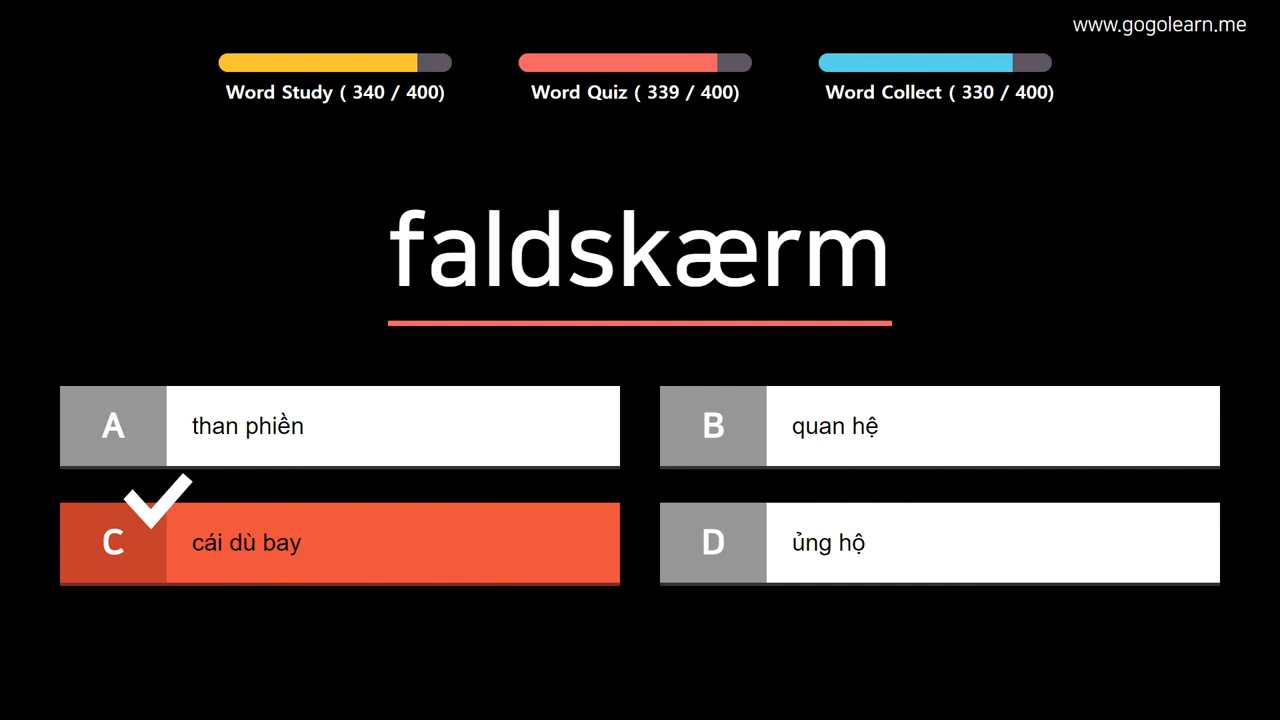 www.gogolearn.me
Word Study ( 340 / 400)
Word Quiz ( 339 / 400)
Word Collect ( 330 / 400)
faldskærm
A than phiền
B quan hệ
C cái dù bay
D ủng hộ